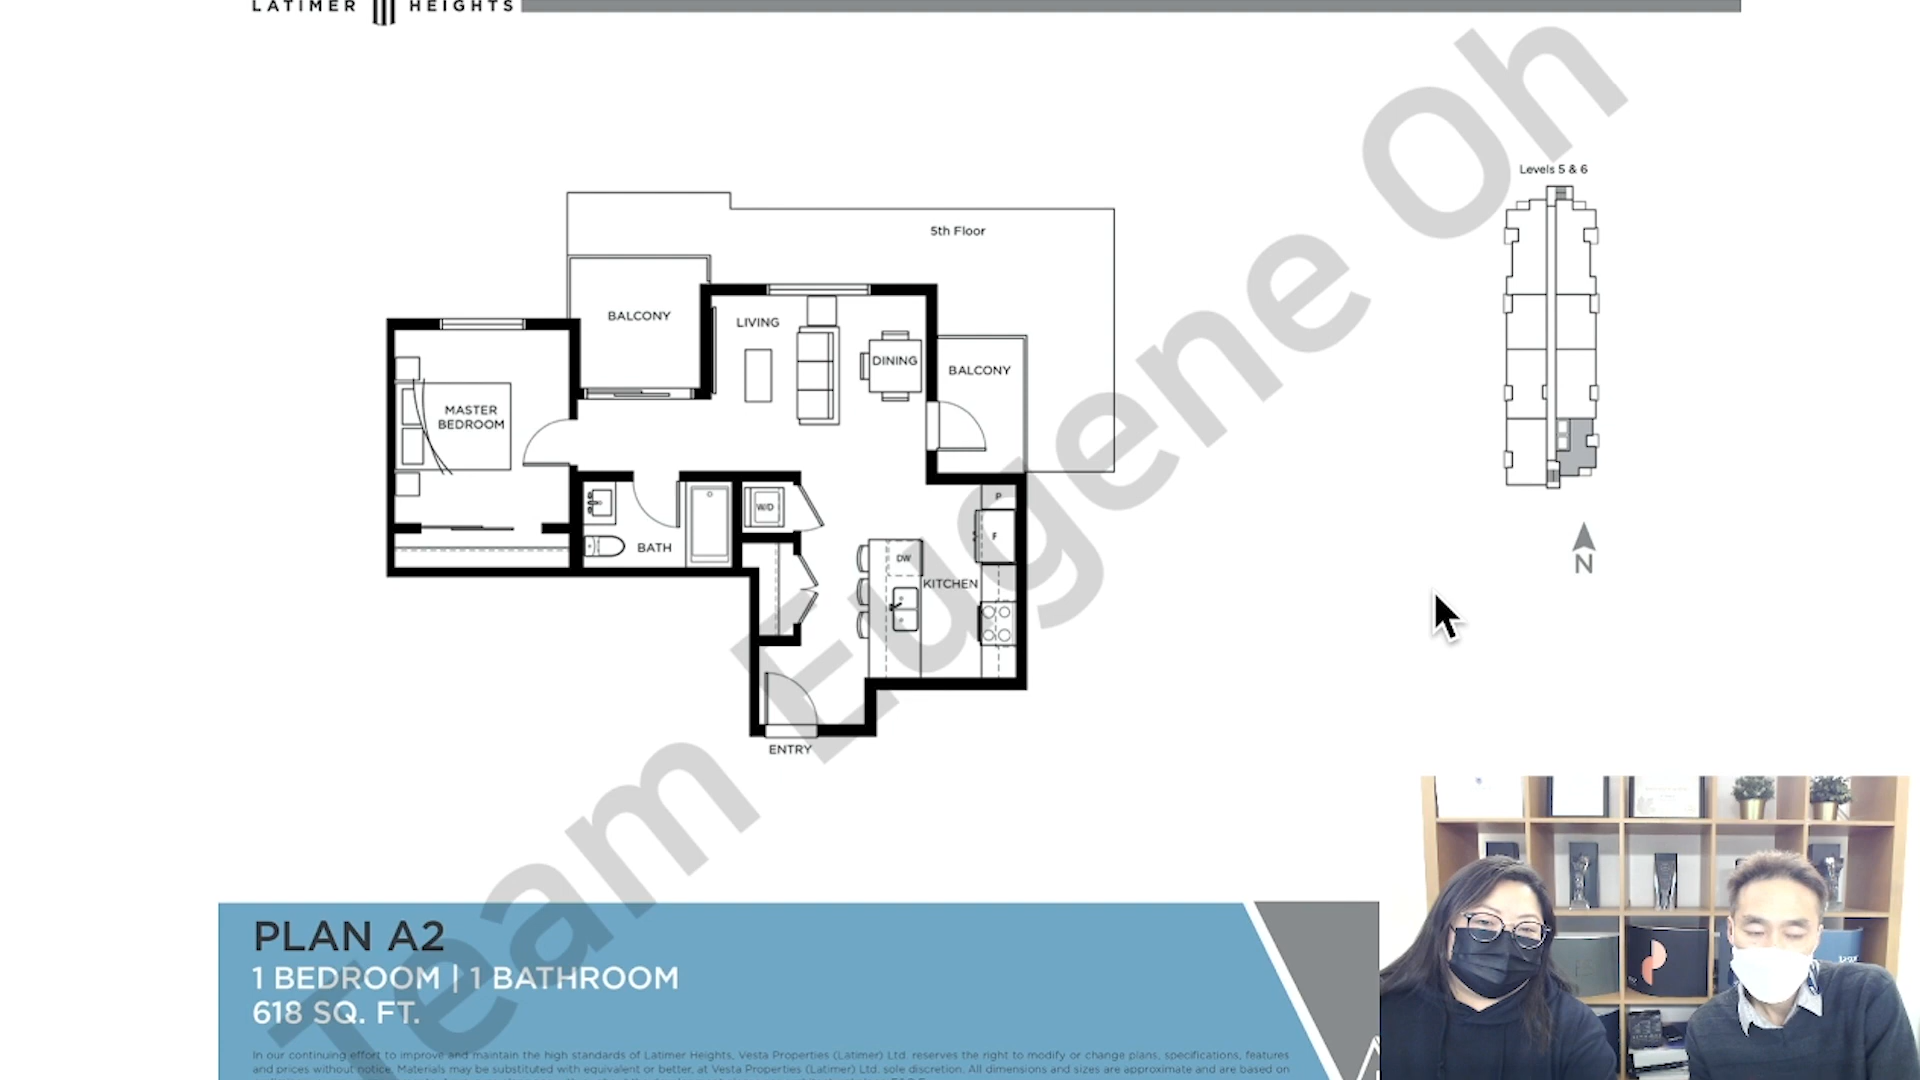 LATIMER HEIGHTS
Levels 5 & 6
5th Floor
BALCONY
LIVING
DINING
BALCONY
MASTER
BEDROOM
P
W/D
F
BATH
DW
KITCHEN
N
ENTRY
Team Eugene Oh
PLAN A2
1 BEDROOM | 1 BATHROOM
618 SQ. FT.
In our continuing effort to improve and maintain the high standards of Latimer Heights, Vesta Properties (Latimer) Ltd. reserves the right to modify or change plans, specifications, features
and prices without notice. Materials may be substituted with equivalent or better, at Vesta Properties (Latimer) Ltd. sole discretion. All dimensions and sizes are approximate and are based on